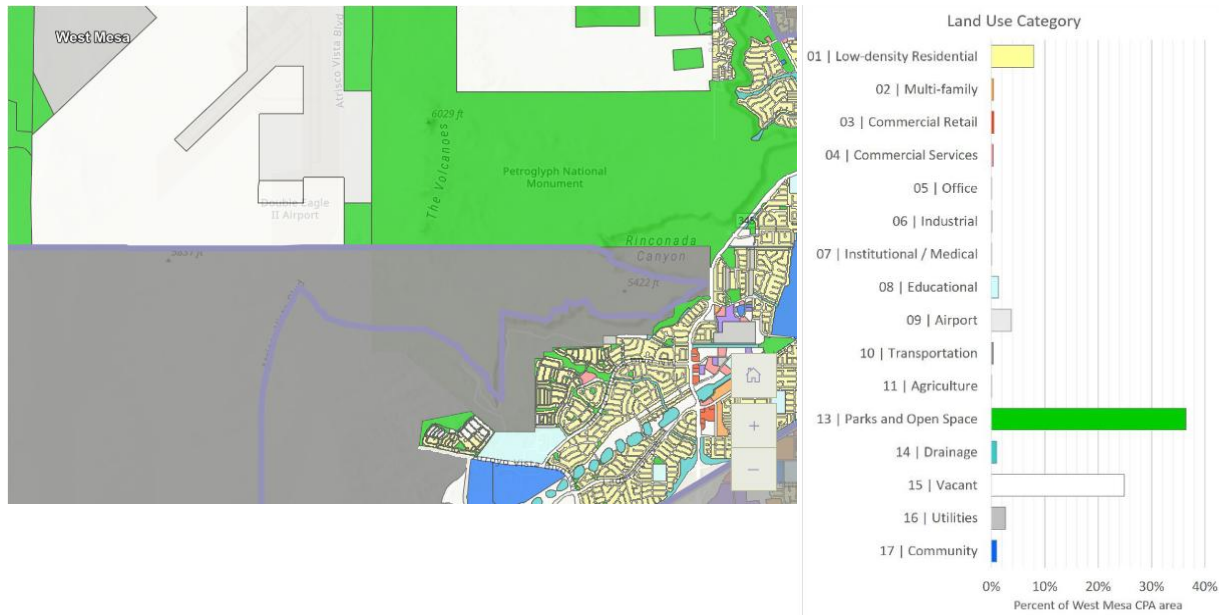 West Mesa
Atrisco Vista Blvd
6029 ft
The Volcanoes
Petroglyph National
Monument
Double Eagle
II Airport
345
Rinconada
Canyon
5837 ft
5422 ft
+
−
Land Use Category
01 | Low-density Residential
02 | Multi-family
03 | Commercial Retail
04 | Commercial Services
05 | Office
06 | Industrial
07 | Institutional / Medical
08 | Educational
09 | Airport
10 | Transportation
11 | Agriculture
13 | Parks and Open Space
14 | Drainage
15 | Vacant
16 | Utilities
17 | Community
0% 10% 20% 30% 40%
Percent of West Mesa CPA area